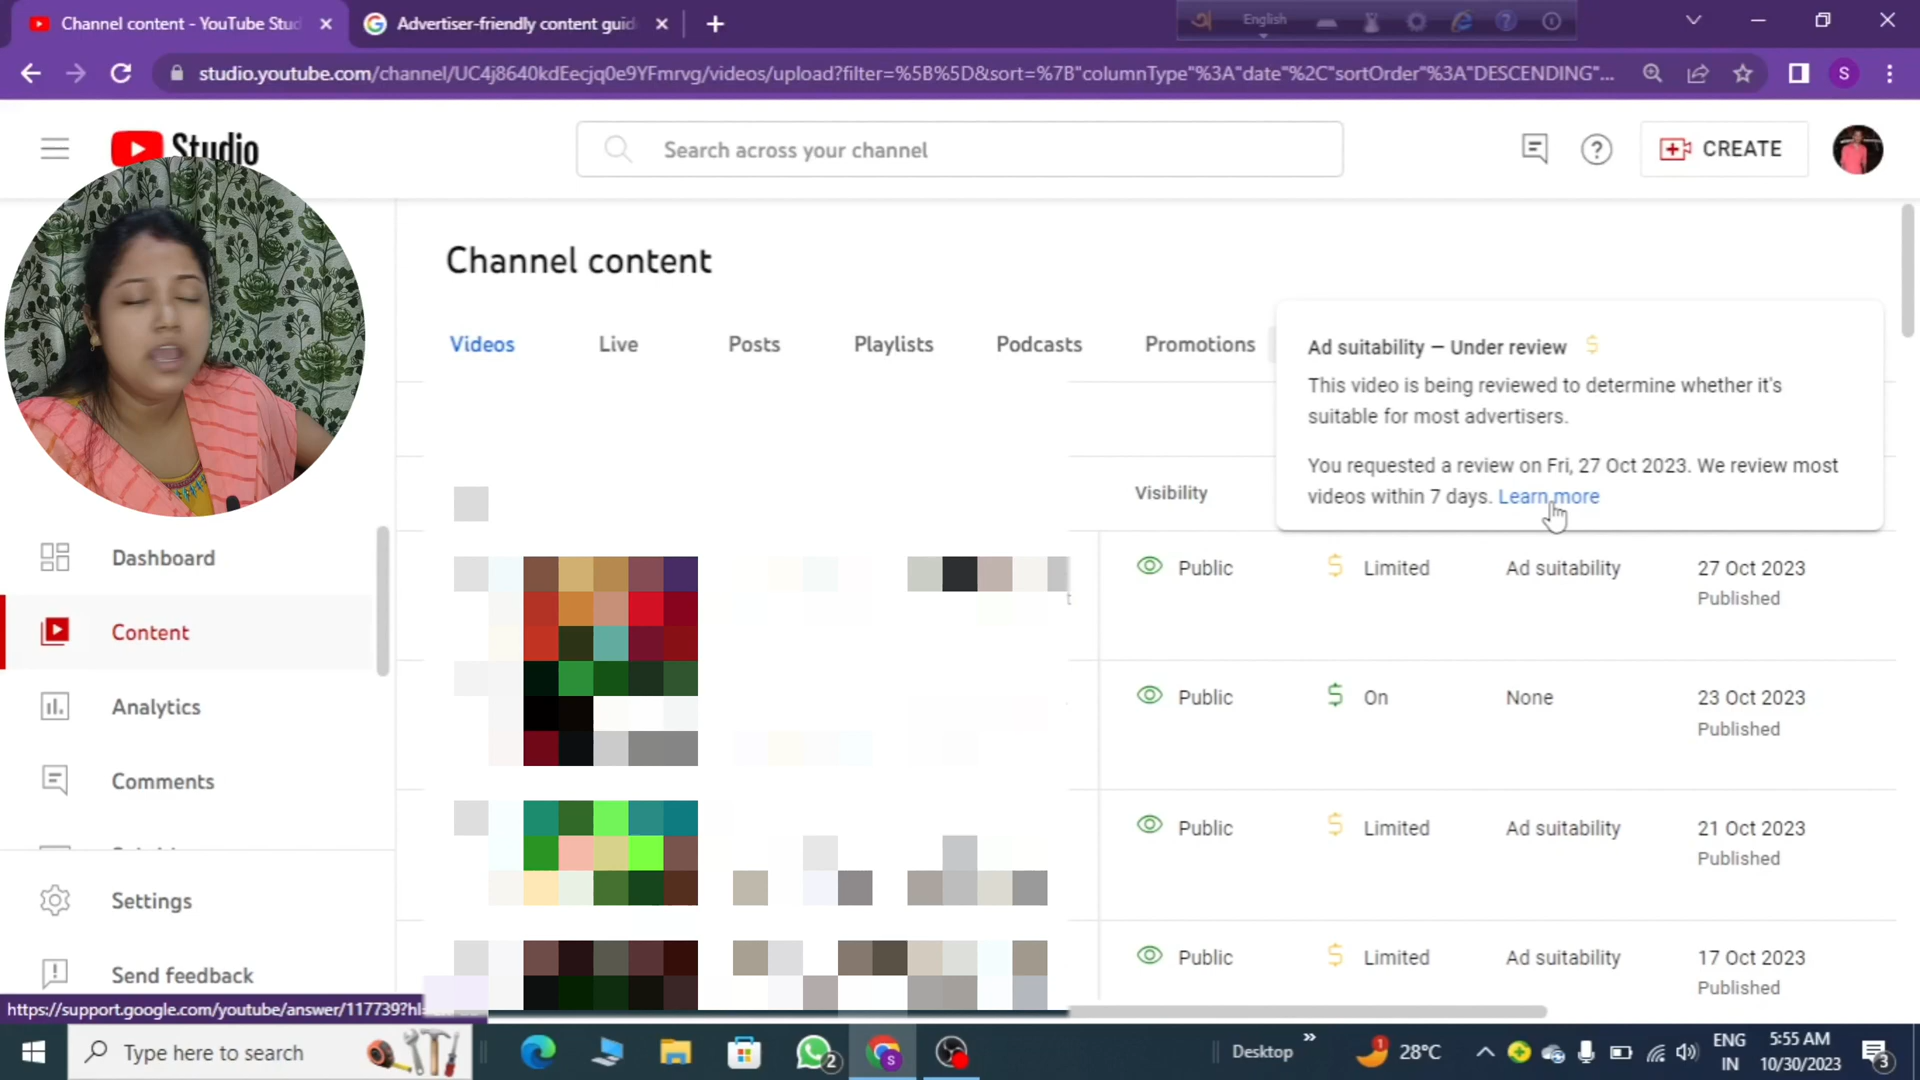 Channel content - YouTube Stud
Advertiser-friendly content guid
English
studio.youtube.com/channel/UC4j8640kdEecjq0e9YFmrvg/videos/upload?filter=%5B%5D&sort=%7B"columnType"%3A"date"%2C"sortOrder"%3A"DESCENDING"...
S
Studio
Search across your channel
CREATE
Channel content
Videos Live Posts Playlists Podcasts Promotions
Ad suitability – Under review
This video is being reviewed to determine whether it's
suitable for most advertisers.
You requested a review on Fri, 27 Oct 2023. We review most
videos within 7 days. Learn more
Visibility
Public Limited Ad suitability 27 Oct 2023
Published
Public On None 23 Oct 2023
Published
Public Limited Ad suitability 21 Oct 2023
Published
Public Limited Ad suitability 17 Oct 2023
Published
Dashboard
Content
Analytics
Comments
Settings
Send feedback
https://support.google.com/youtube/answer/117739?hl=
Type here to search
2
S
Desktop
1
28°C
ENG
IN
5:55 AM
10/30/2023
3